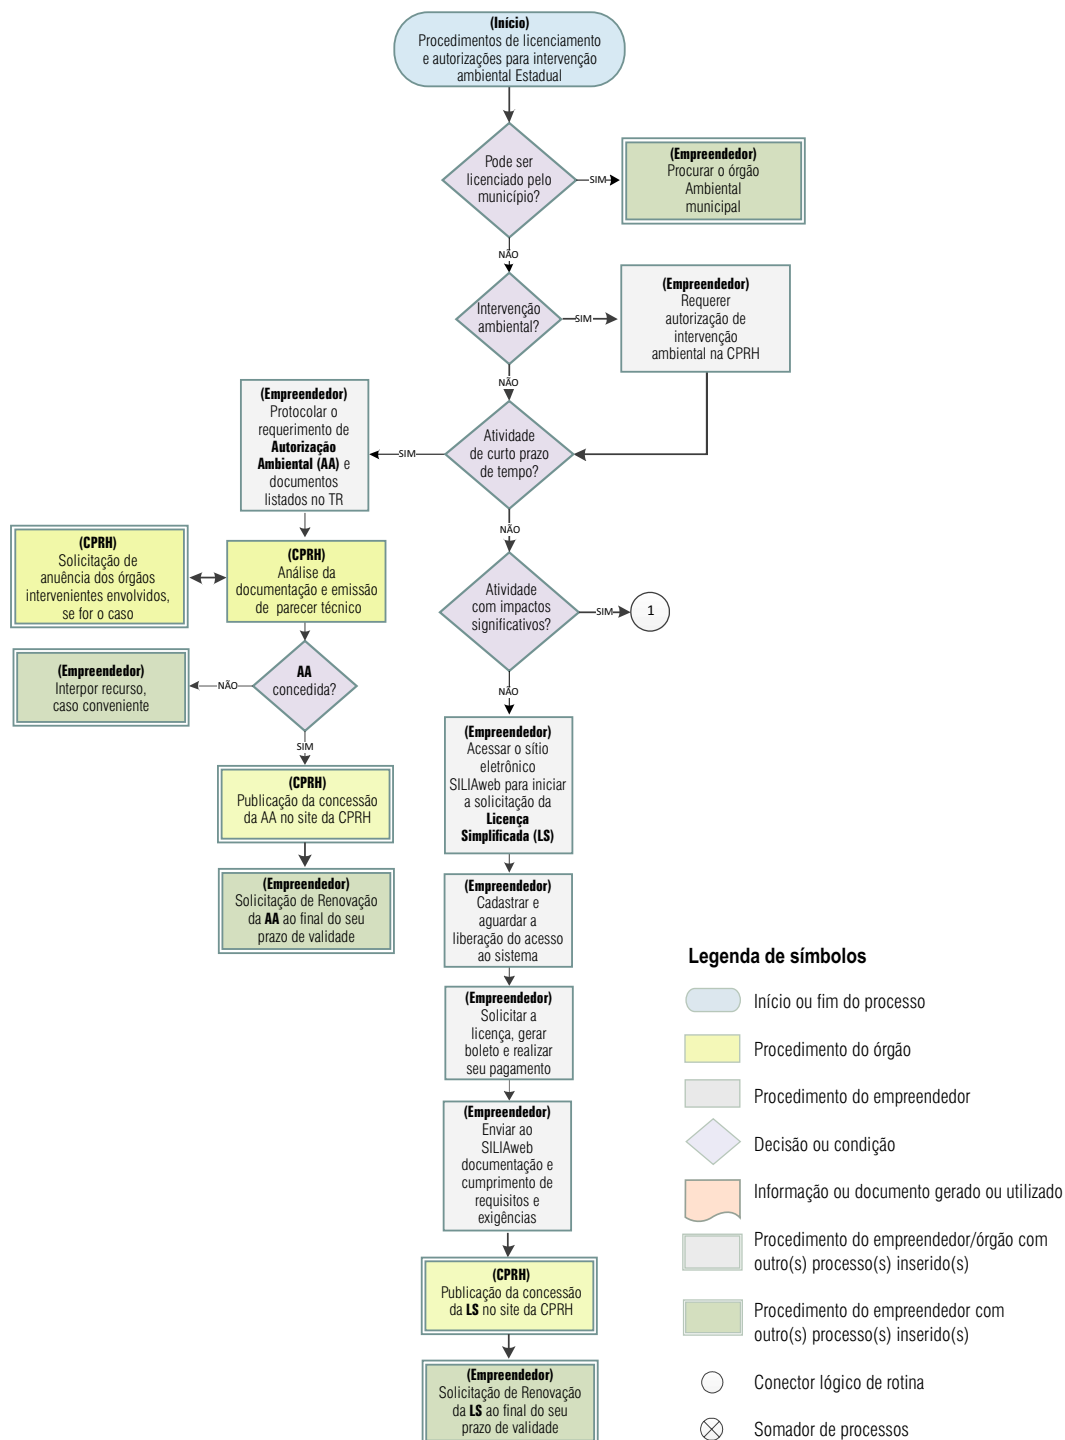 (Início)
Procedimentos de licenciamento
e autorizações para intervenção
ambiental Estadual
Pode ser
licenciado pelo
município?
SIM
(Empreendedor)
Procurar o órgão
Ambiental
municipal
NÃO
Intervenção
ambiental?
SIM
(Empreendedor)
Requerer
autorização de
intervenção
ambiental na CPRH
NÃO
Atividade
de curto prazo
de tempo?
SIM
(Empreendedor)
Protocolar o
requerimento de
Autorização
Ambiental (AA) e
documentos
listados no TR
(CPRH)
Análise da
documentação e emissão
de parecer técnico
(CPRH)
Solicitação de
anuência dos órgãos
intervenientes envolvidos,
se for o caso
AA
concedida?
NÃO
(Empreendedor)
Interpor recurso,
caso conveniente
SIM
(CPRH)
Publicação da concessão
da AA no site da CPRH
(Empreendedor)
Solicitação de Renovação
da AA ao final do seu
prazo de validade
NÃO
Atividade
com impactos
significativos?
SIM
1
NÃO
(Empreendedor)
Acessar o sítio
eletrônico
SILIAweb para iniciar
a solicitação da
Licença
Simplificada (LS)
(Empreendedor)
Cadastrar e
aguardar a
liberação do acesso
ao sistema
(Empreendedor)
Solicitar a
licença, gerar
boleto e realizar
seu pagamento
(Empreendedor)
Enviar ao
SILIAweb
documentação e
cumprimento de
requisitos e
exigências
(CPRH)
Publicação da concessão
da LS no site da CPRH
(Empreendedor)
Solicitação de Renovação
da LS ao final do seu
prazo de validade
Legenda de símbolos
Início ou fim do processo
Procedimento do órgão
Procedimento do empreendedor
Decisão ou condição
Informação ou documento gerado ou utilizado
Procedimento do empreendedor/órgão com
outro(s) processo(s) inserido(s)
Procedimento do empreendedor com
outro(s) processo(s) inserido(s)
Conector lógico de rotina
Somador de processos